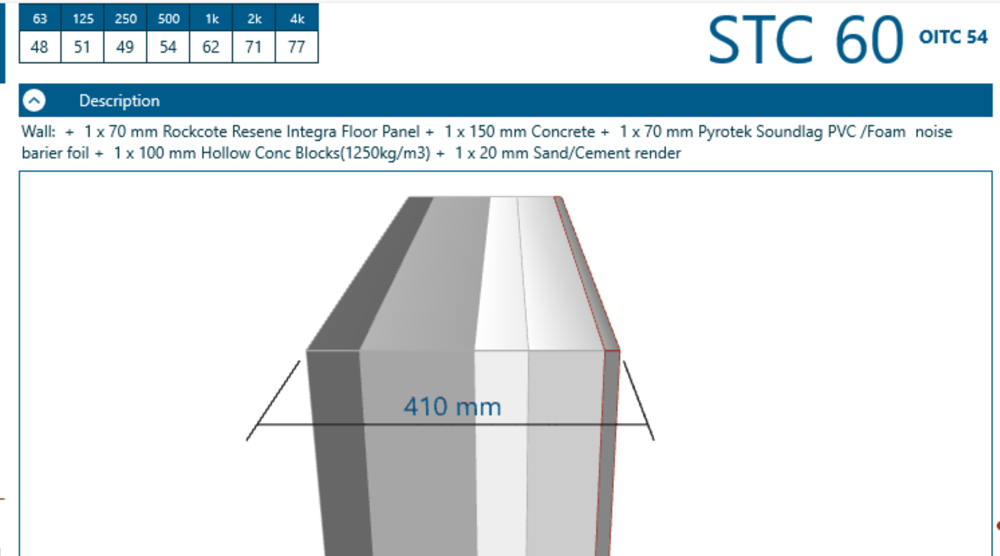 63 125 250 500 1k 2k 4k
48 51 49 54 62 71 77
STC 60 OITC 54
Description
Wall: + 1 x 70 mm Rockcote Resene Integra Floor Panel + 1 x 150 mm Concrete + 1 x 70 mm Pyrotek Soundlag PVC /Foam noise
barier foil + 1 x 100 mm Hollow Conc Blocks(1250kg/m3) + 1 x 20 mm Sand/Cement render
410 mm